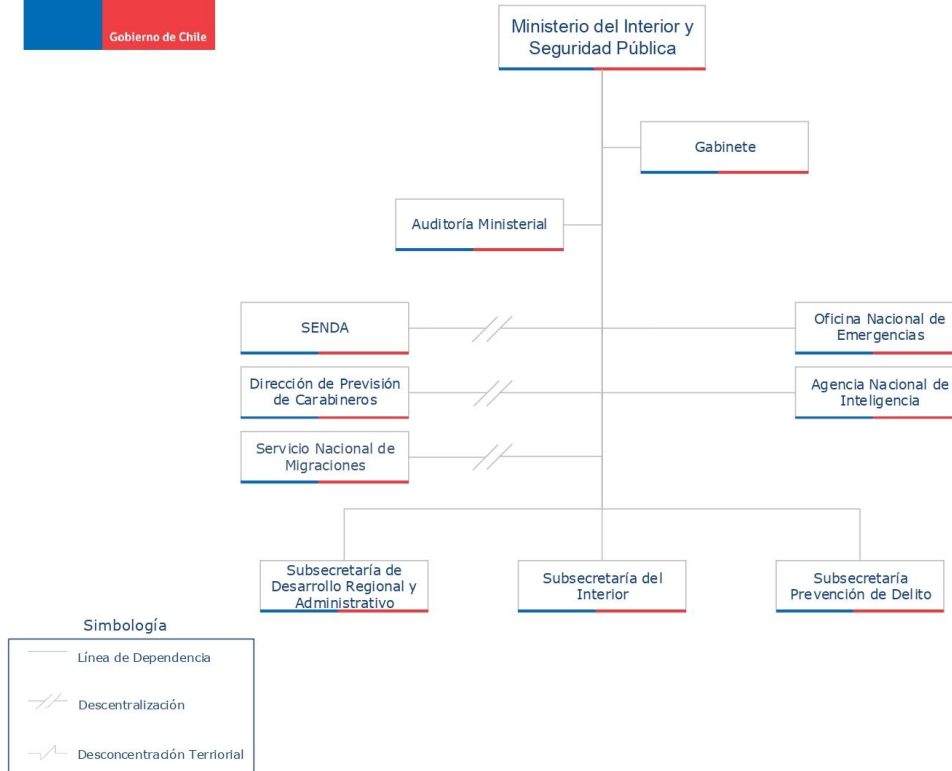 Gobierno de Chile
Ministerio del Interior y
Seguridad Pública
Gabinete
Auditoría Ministerial
SENDA
Oficina Nacional de
Emergencias
Dirección de Previsión
de Carabineros
Agencia Nacional de
Inteligencia
Servicio Nacional de
Migraciones
Subsecretaría de
Desarrollo Regional y
Administrativo
Subsecretaría del
Interior
Subsecretaría
Prevención de Delito
Simbología
Línea de Dependencia
Descentralización
Desconcentración Terriorial